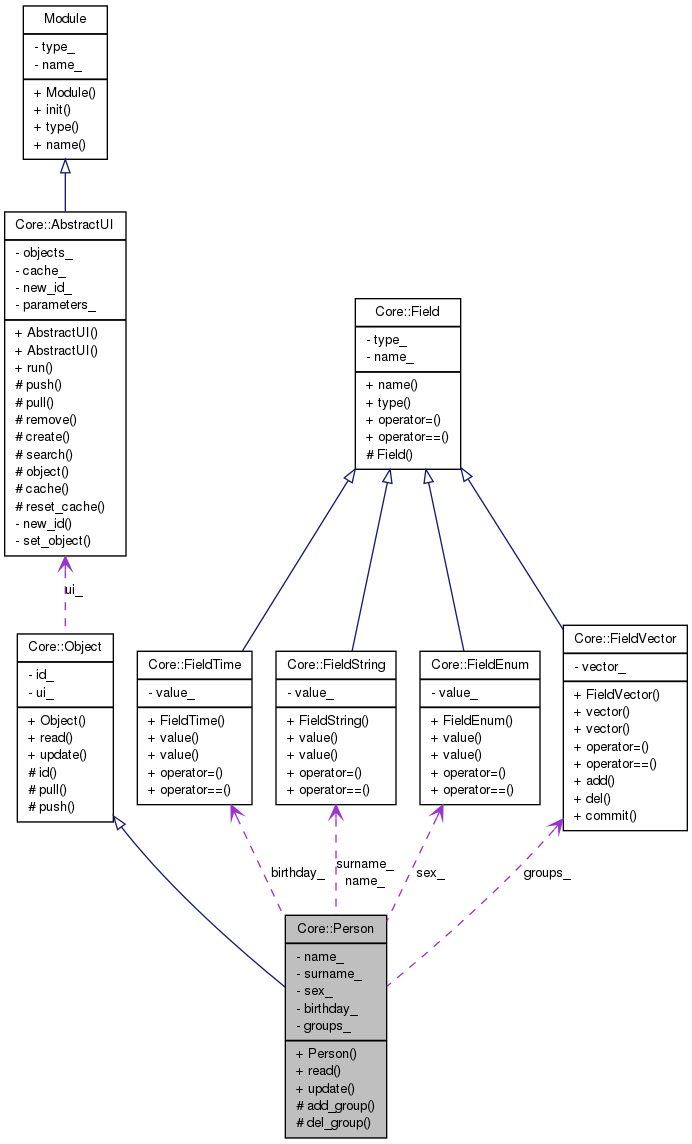 Module
- type_
- name_
+ Module()
+ init()
+ type()
+ name()
Core::AbstractUI
- objects_
- cache_
- new_id_
- parameters_
+ AbstractUI()
+ AbstractUI()
+ run()
# push()
# pull()
# remove()
# create()
# search()
# object()
# cache()
# reset_cache()
- new_id()
- set_object()
Core::Field
- type_
- name_
+ name()
+ type()
+ operator=()
+ operator==()
# Field()
ui_
Core::Object
- id_
- ui_
+ Object()
+ read()
+ update()
# id()
# pull()
# push()
Core::FieldTime
- value_
+ FieldTime()
+ value()
+ value()
+ operator=()
+ operator==()
Core::FieldString
- value_
+ FieldString()
+ value()
+ value()
+ operator=()
+ operator==()
Core::FieldEnum
- value_
+ FieldEnum()
+ value()
+ value()
+ operator=()
+ operator==()
Core::FieldVector
- vector_
+ FieldVector()
+ vector()
+ vector()
+ operator=()
+ operator==()
+ add()
+ del()
+ commit()
birthday_
surname_
name_
sex_
groups_
Core::Person
- name_
- surname_
- sex_
- birthday_
- groups_
+ Person()
+ read()
+ update()
# add_group()
# del_group()